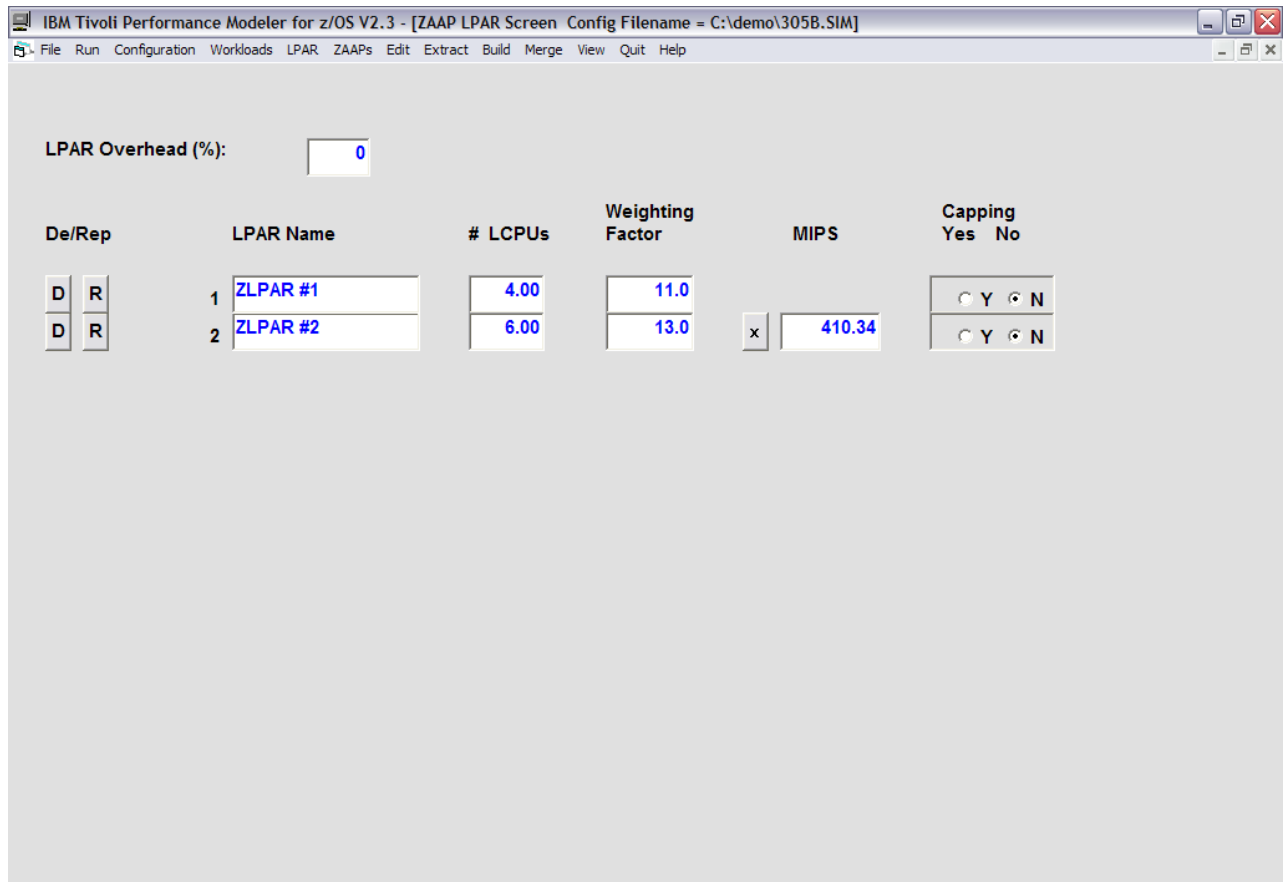 IBM Tivoli Performance Modeler for z/OS V2.3 - [ZAAP LPAR Screen Config Filename = C:\demo\305B.SIM]
File Run Configuration Workloads LPAR ZAAPs Edit Extract Build Merge View Quit Help
LPAR Overhead (%): 0
De/Rep LPAR Name # LCPUs Weighting Factor MIPS Capping Yes No
D R 1 ZLPAR #1 4.00 11.0 Y N
D R 2 ZLPAR #2 6.00 13.0 x 410.34 Y N